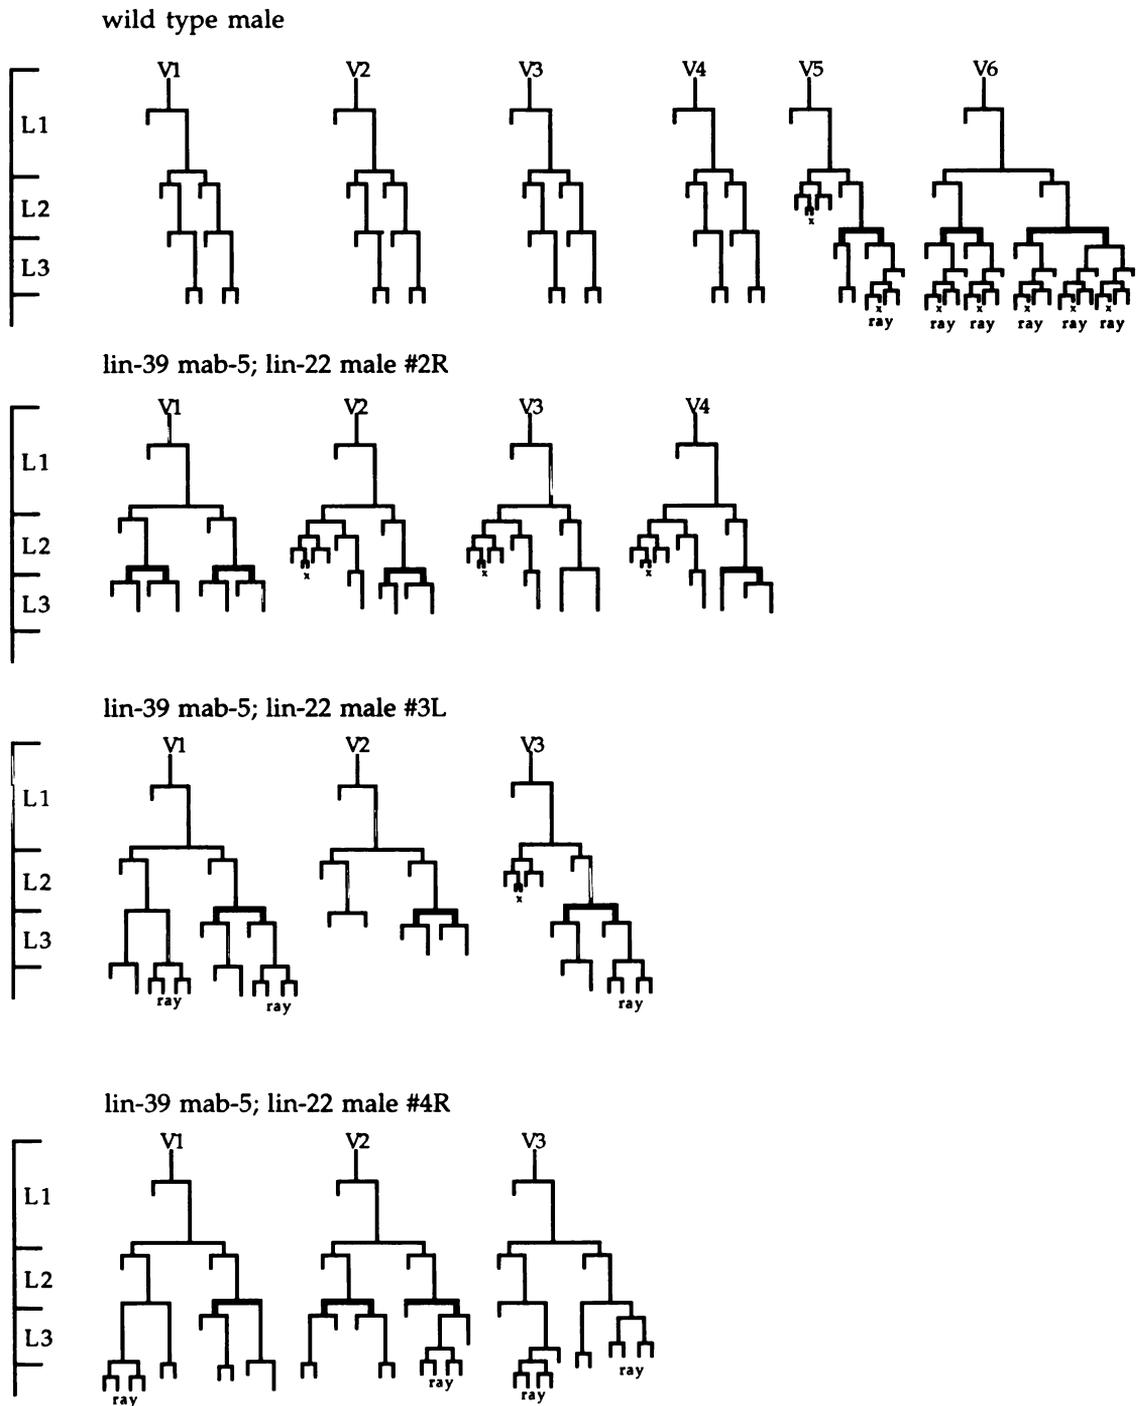 wild type male
V1 V2 V3 V4 V5 V6
L1
L2
x
L3
x x x x x x
ray ray ray ray ray ray
lin-39 mab-5; lin-22 male #2R
V1 V2 V3 V4
L1
L2
x x x
L3
lin-39 mab-5; lin-22 male #3L
V1 V2 V3
L1
L2
x
L3
ray ray ray
lin-39 mab-5; lin-22 male #4R
V1 V2 V3
L1
L2
L3
ray ray ray ray